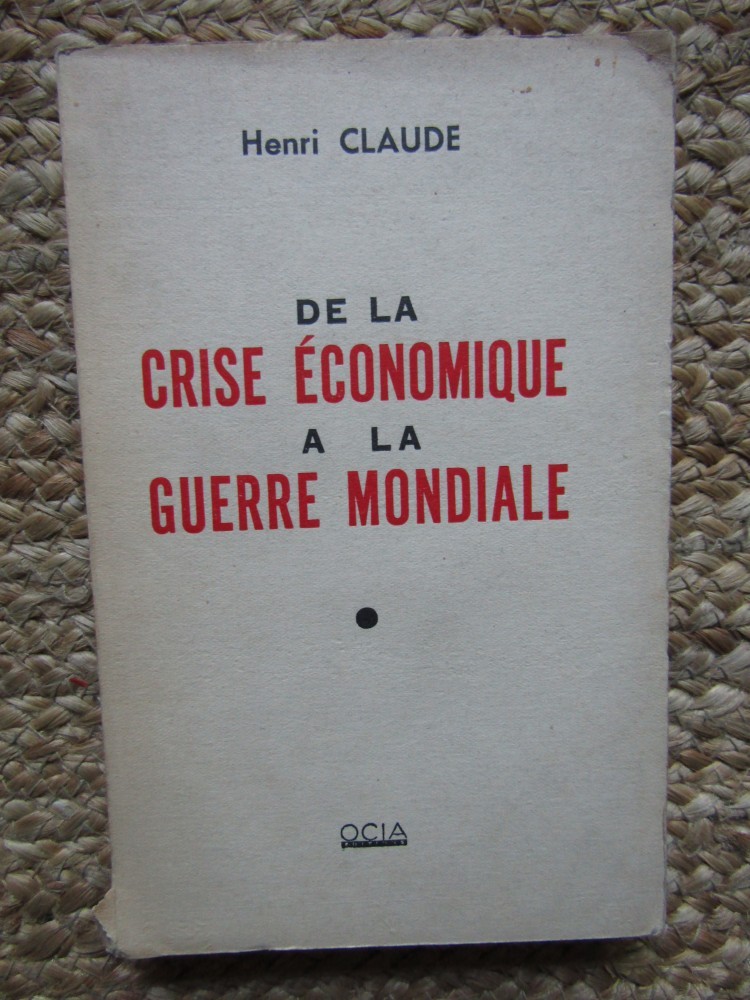 Henri CLAUDE
DE LA
CRISE ÉCONOMIQUE
A LA
GUERRE MONDIALE
OCIA